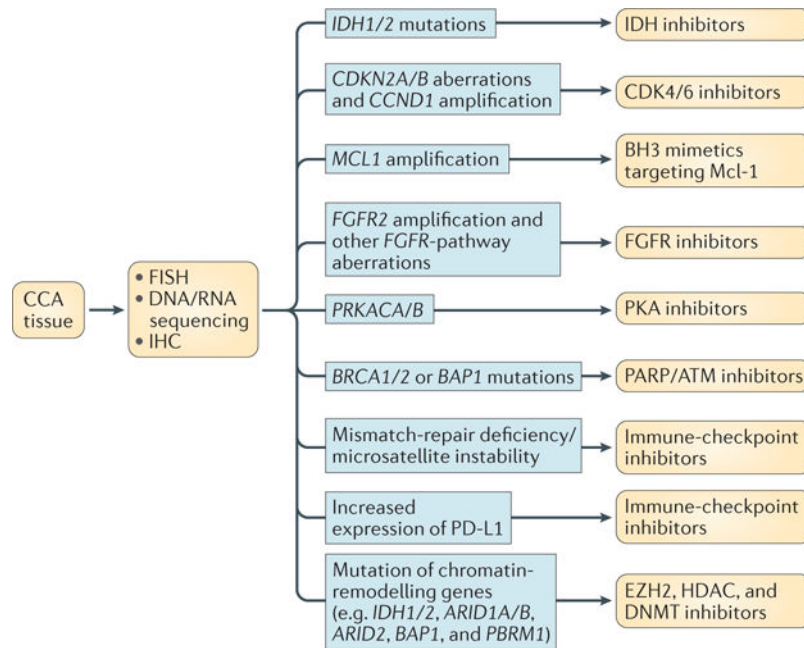 CCA
tissue
• FISH
• DNA/RNA
sequencing
• IHC
IDH1/2 mutations
IDH inhibitors
CDKN2A/B aberrations
and CCND1 amplification
CDK4/6 inhibitors
MCL1 amplification
BH3 mimetics
targeting Mcl-1
FGFR2 amplification and
other FGFR-pathway
aberrations
FGFR inhibitors
PRKACA/B
PKA inhibitors
BRCA1/2 or BAP1 mutations
PARP/ATM inhibitors
Mismatch-repair deficiency/
microsatellite instability
Immune-checkpoint
inhibitors
Increased
expression of PD-L1
Immune-checkpoint
inhibitors
Mutation of chromatin-
remodelling genes
(e.g. IDH1/2, ARID1A/B,
ARID2, BAP1, and PBRM1)
EZH2, HDAC, and
DNMT inhibitors